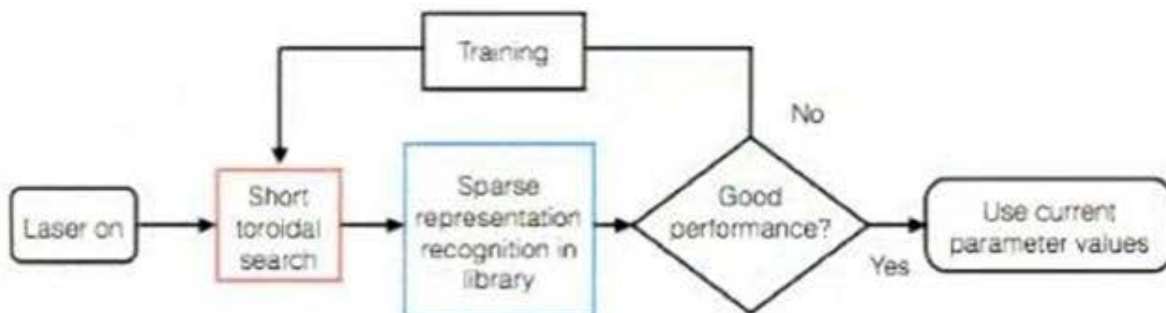 Training
No
Laser on
Short
toroidal
search
Sparse
representation
recognition in
library
Good
performance?
Yes
Use current
parameter values